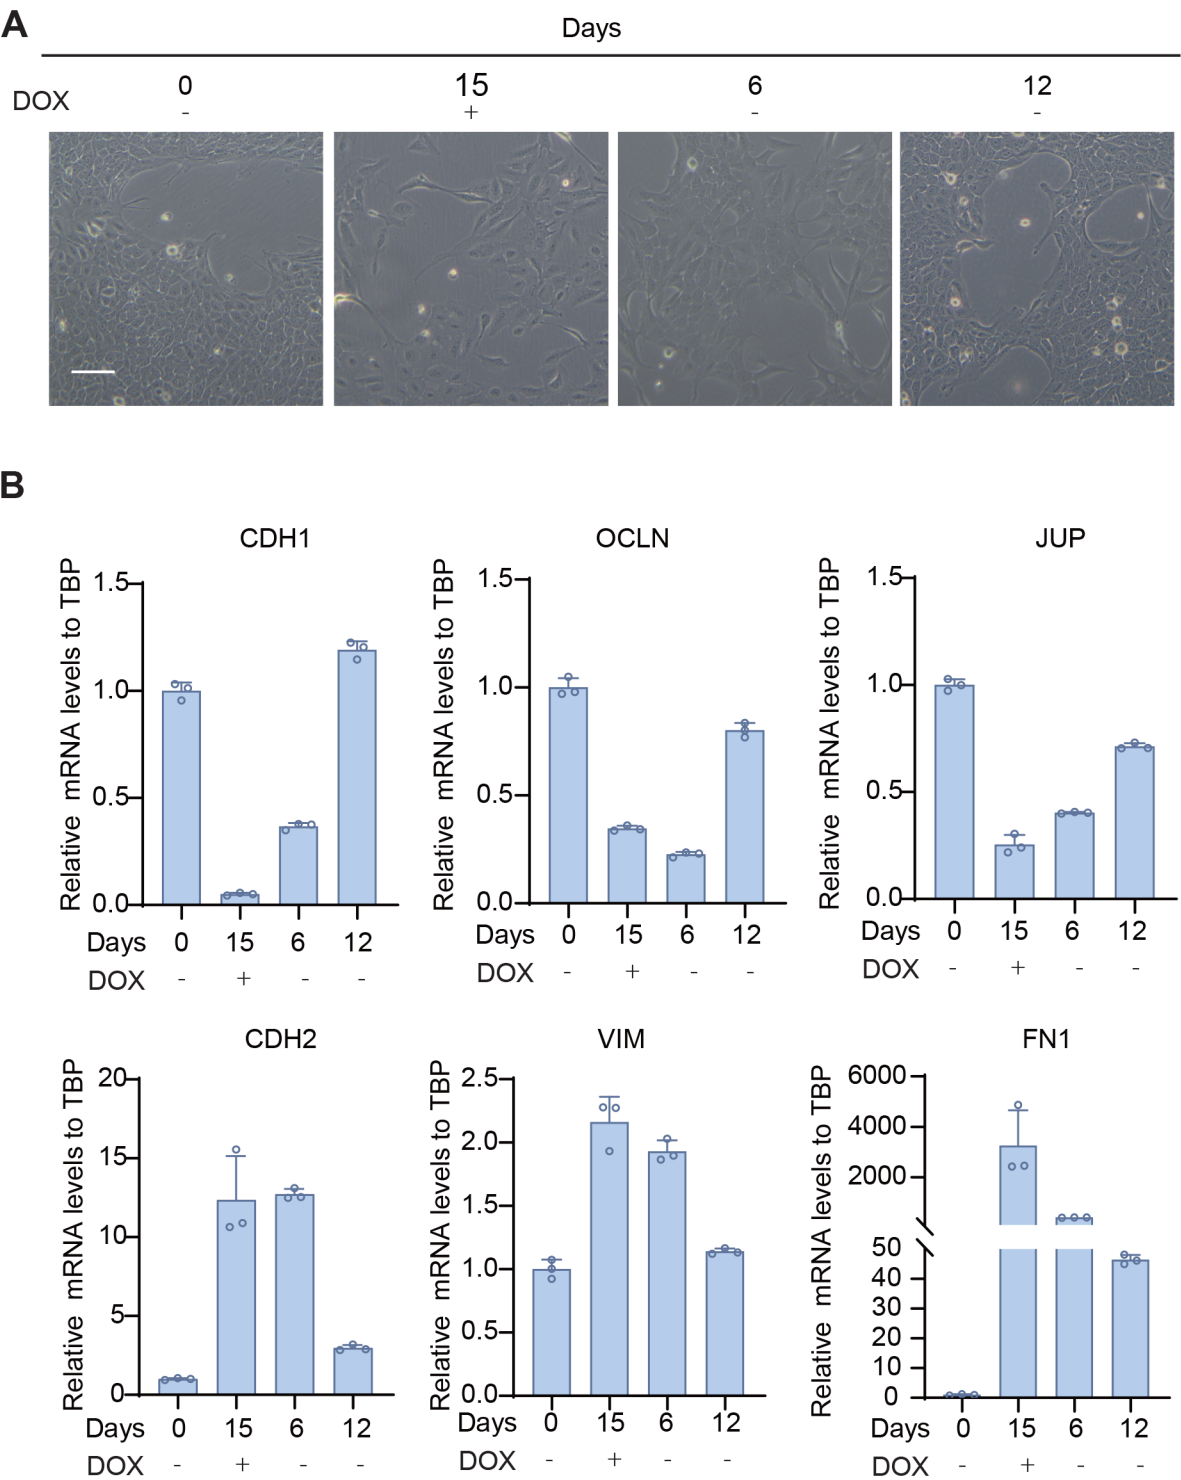 A
Days
0 15 6 12
DOX - + - -
B
CDH1 OCLN JUP
Relative mRNA levels to TBP
1.5
1.0
0.5
0.0
Days 0 15 6 12
DOX - + - -
Relative mRNA levels to TBP
1.5
1.0
0.5
0.0
Days 0 15 6 12
DOX - + - -
Relative mRNA levels to TBP
1.5
1.0
0.5
0.0
Days 0 15 6 12
DOX - + - -
CDH2 VIM FN1
Relative mRNA levels to TBP
20
15
10
5
0
Days 0 15 6 12
DOX - + - -
Relative mRNA levels to TBP
2.5
2.0
1.5
1.0
0.5
0.0
Days 0 15 6 12
DOX - + - -
Relative mRNA levels to TBP
6000
4000
2000
50
40
30
20
10
0
Days 0 15 6 12
DOX - + - -